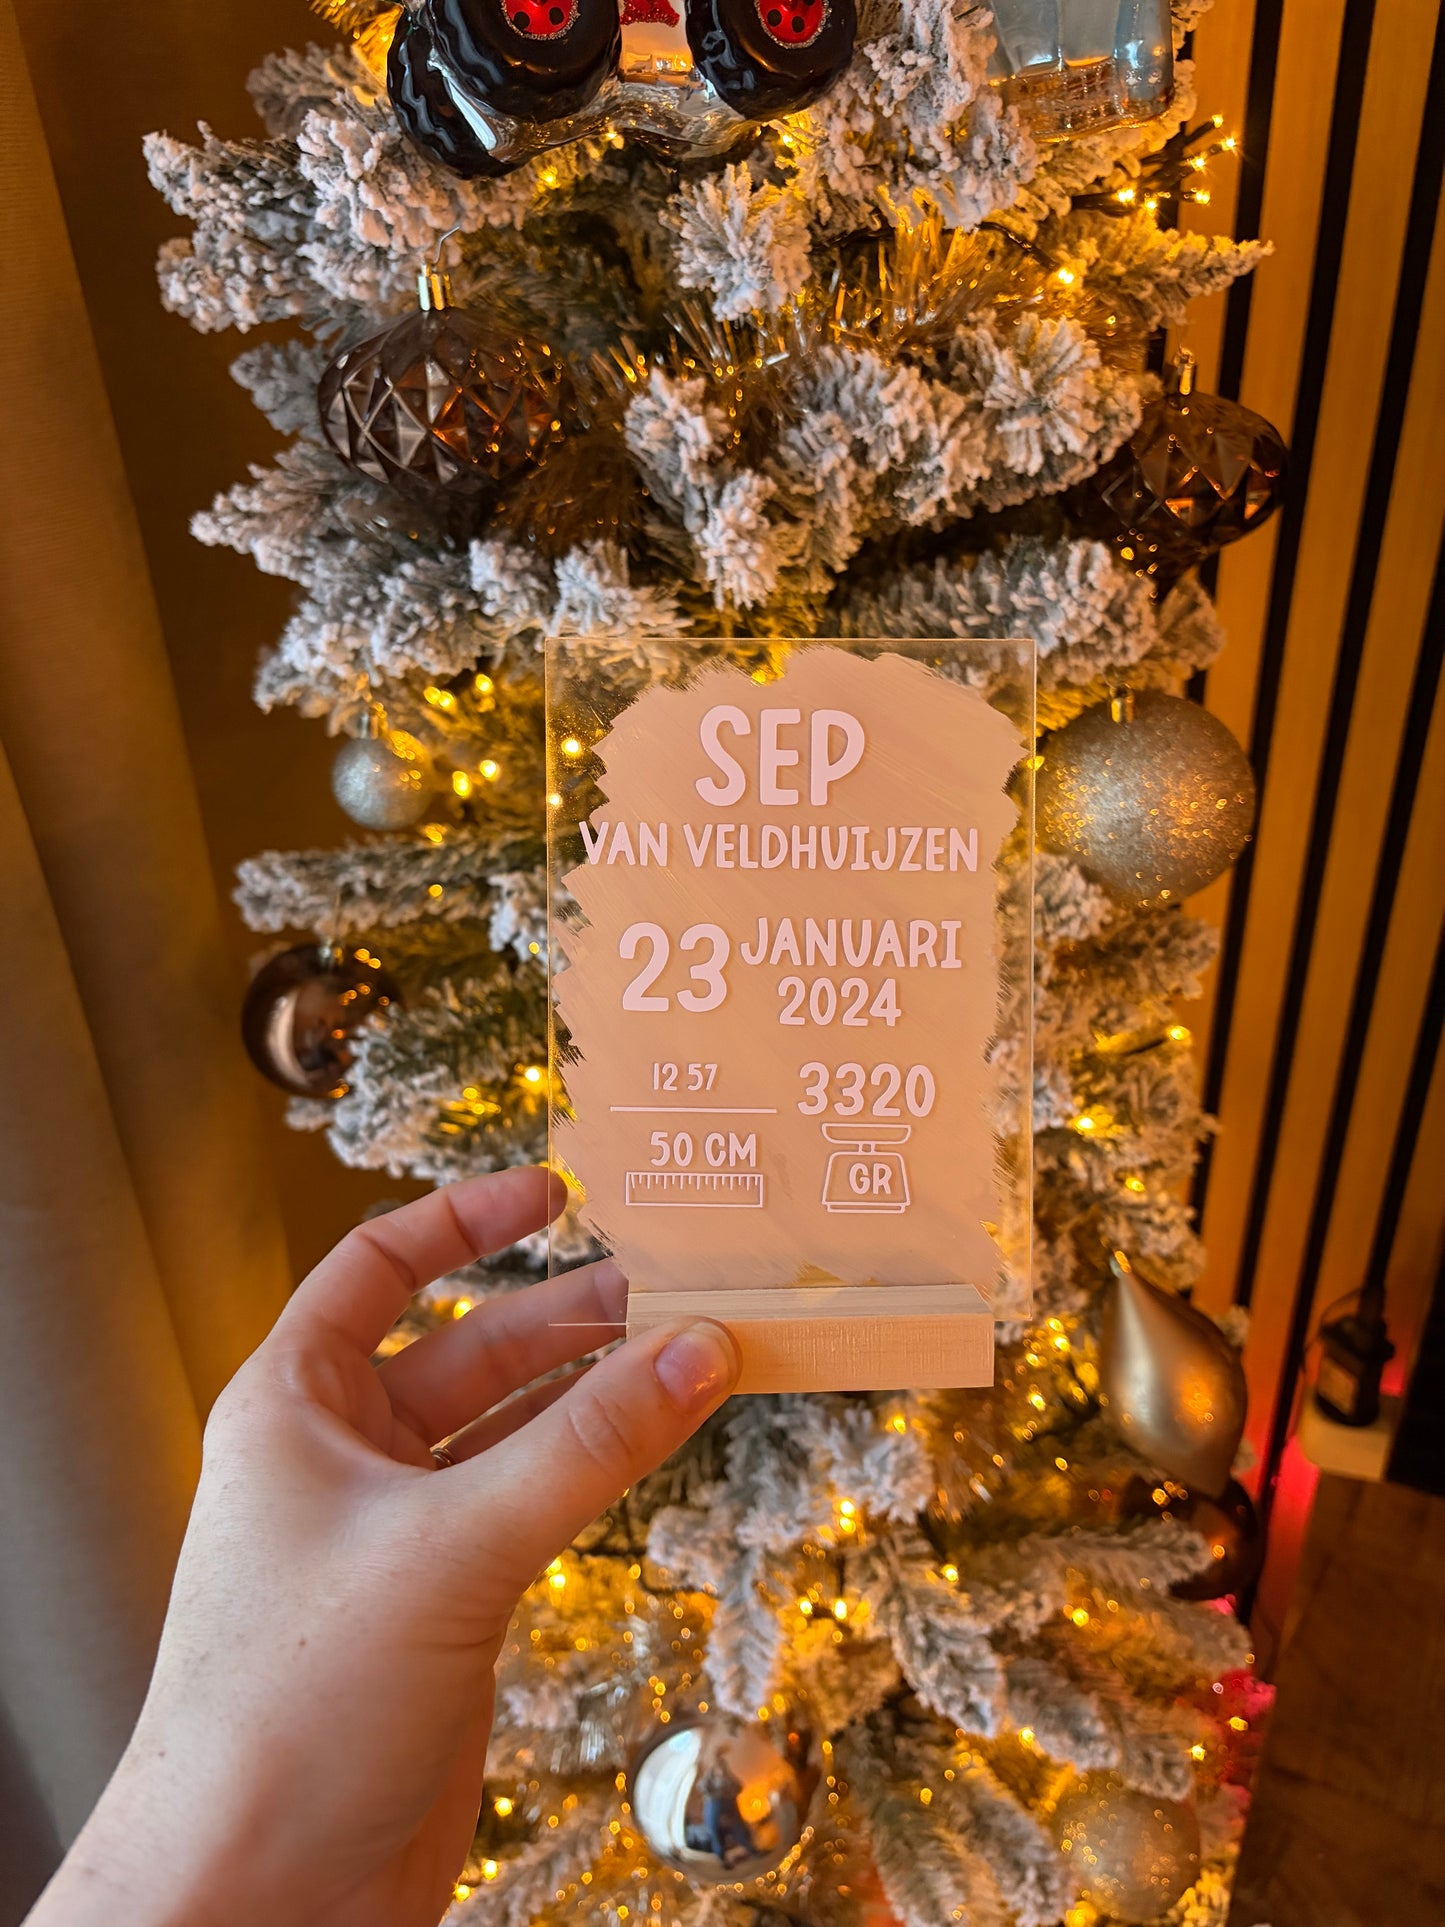 SEP
VAN VELDHUIJZEN
23 JANUARI
2024
12 57
3320
50 CM
GR